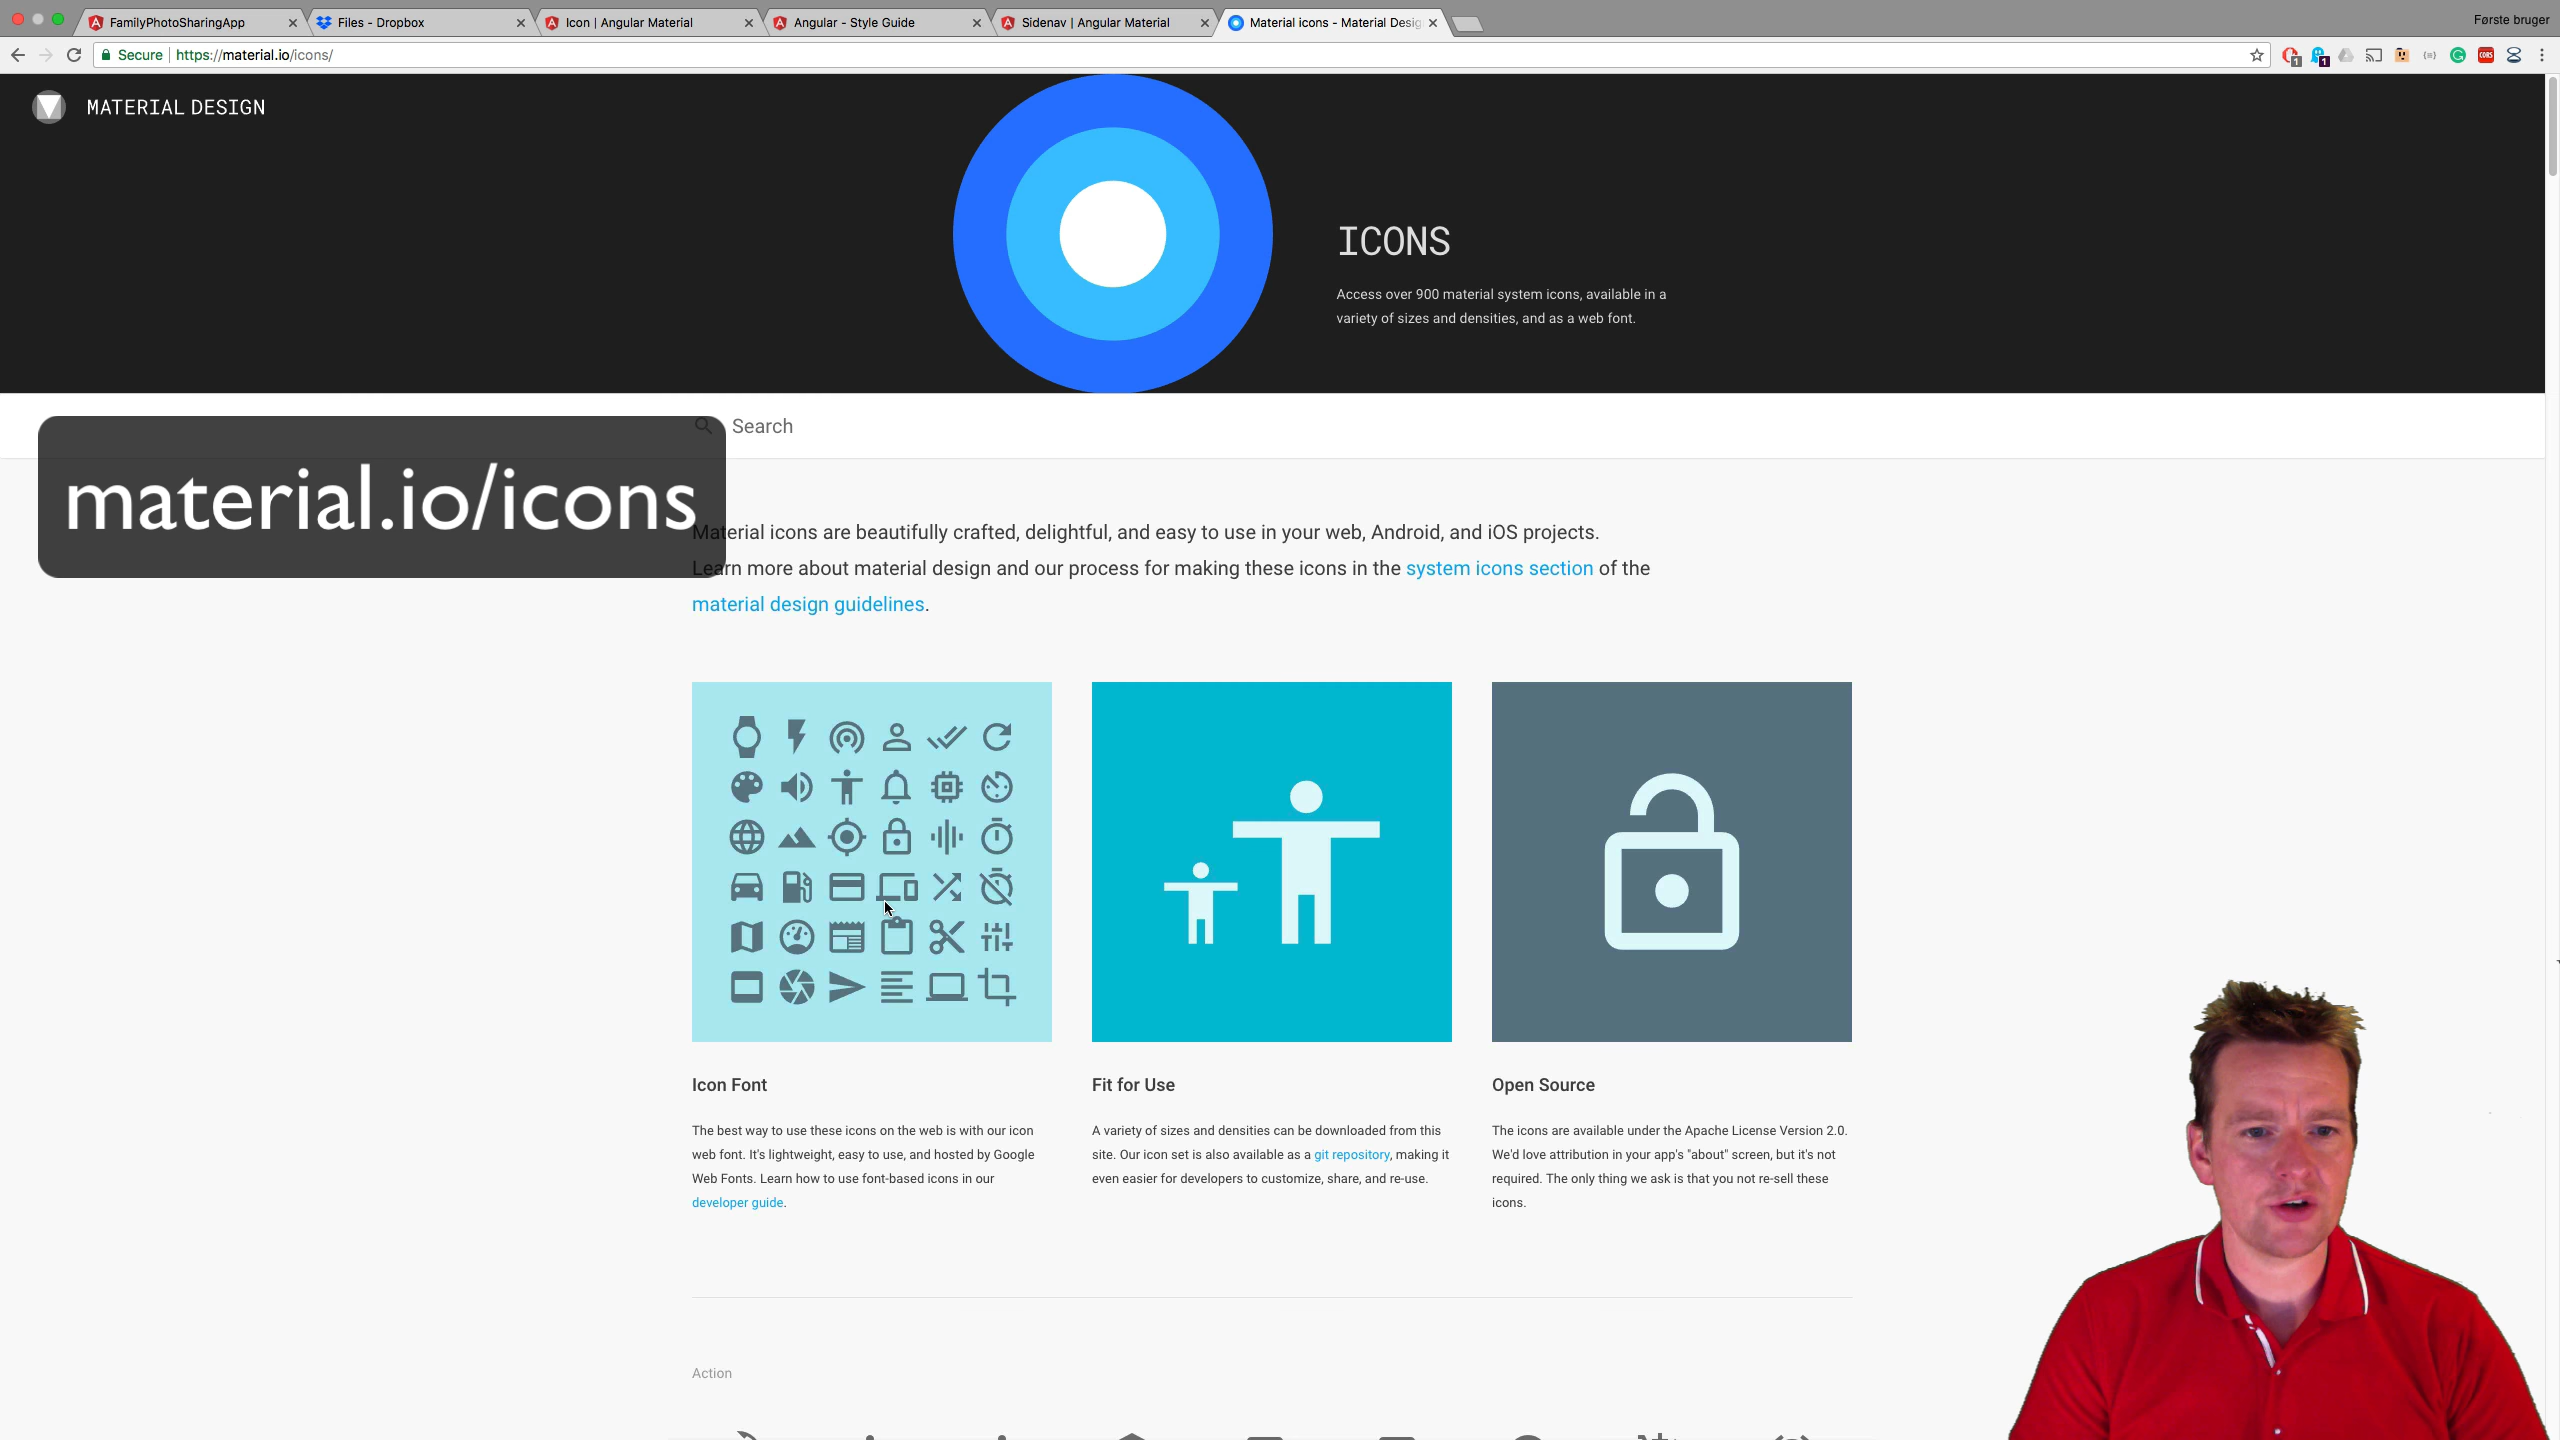 FamilyPhotoSharingApp
Files - Dropbox
Icon | Angular Material
Angular - Style Guide
Sidenav | Angular Material
Material icons - Material Desig
Første bruger
Secure
https://material.io/icons/
MATERIAL DESIGN
ICONS
Access over 900 material system icons, available in a
variety of sizes and densities, and as a web font.
Search
material.io/icons
Material icons are beautifully crafted, delightful, and easy to use in your web, Android, and iOS projects.
Learn more about material design and our process for making these icons in the system icons section of the
material design guidelines.
Icon Font
The best way to use these icons on the web is with our icon
web font. It's lightweight, easy to use, and hosted by Google
Web Fonts. Learn how to use font-based icons in our
developer guide.
Fit for Use
A variety of sizes and densities can be downloaded from this
site. Our icon set is also available as a git repository, making it
even easier for developers to customize, share, and re-use.
Open Source
The icons are available under the Apache License Version 2.0.
We'd love attribution in your app's "about" screen, but it's not
required. The only thing we ask is that you not re-sell these
icons.
Action